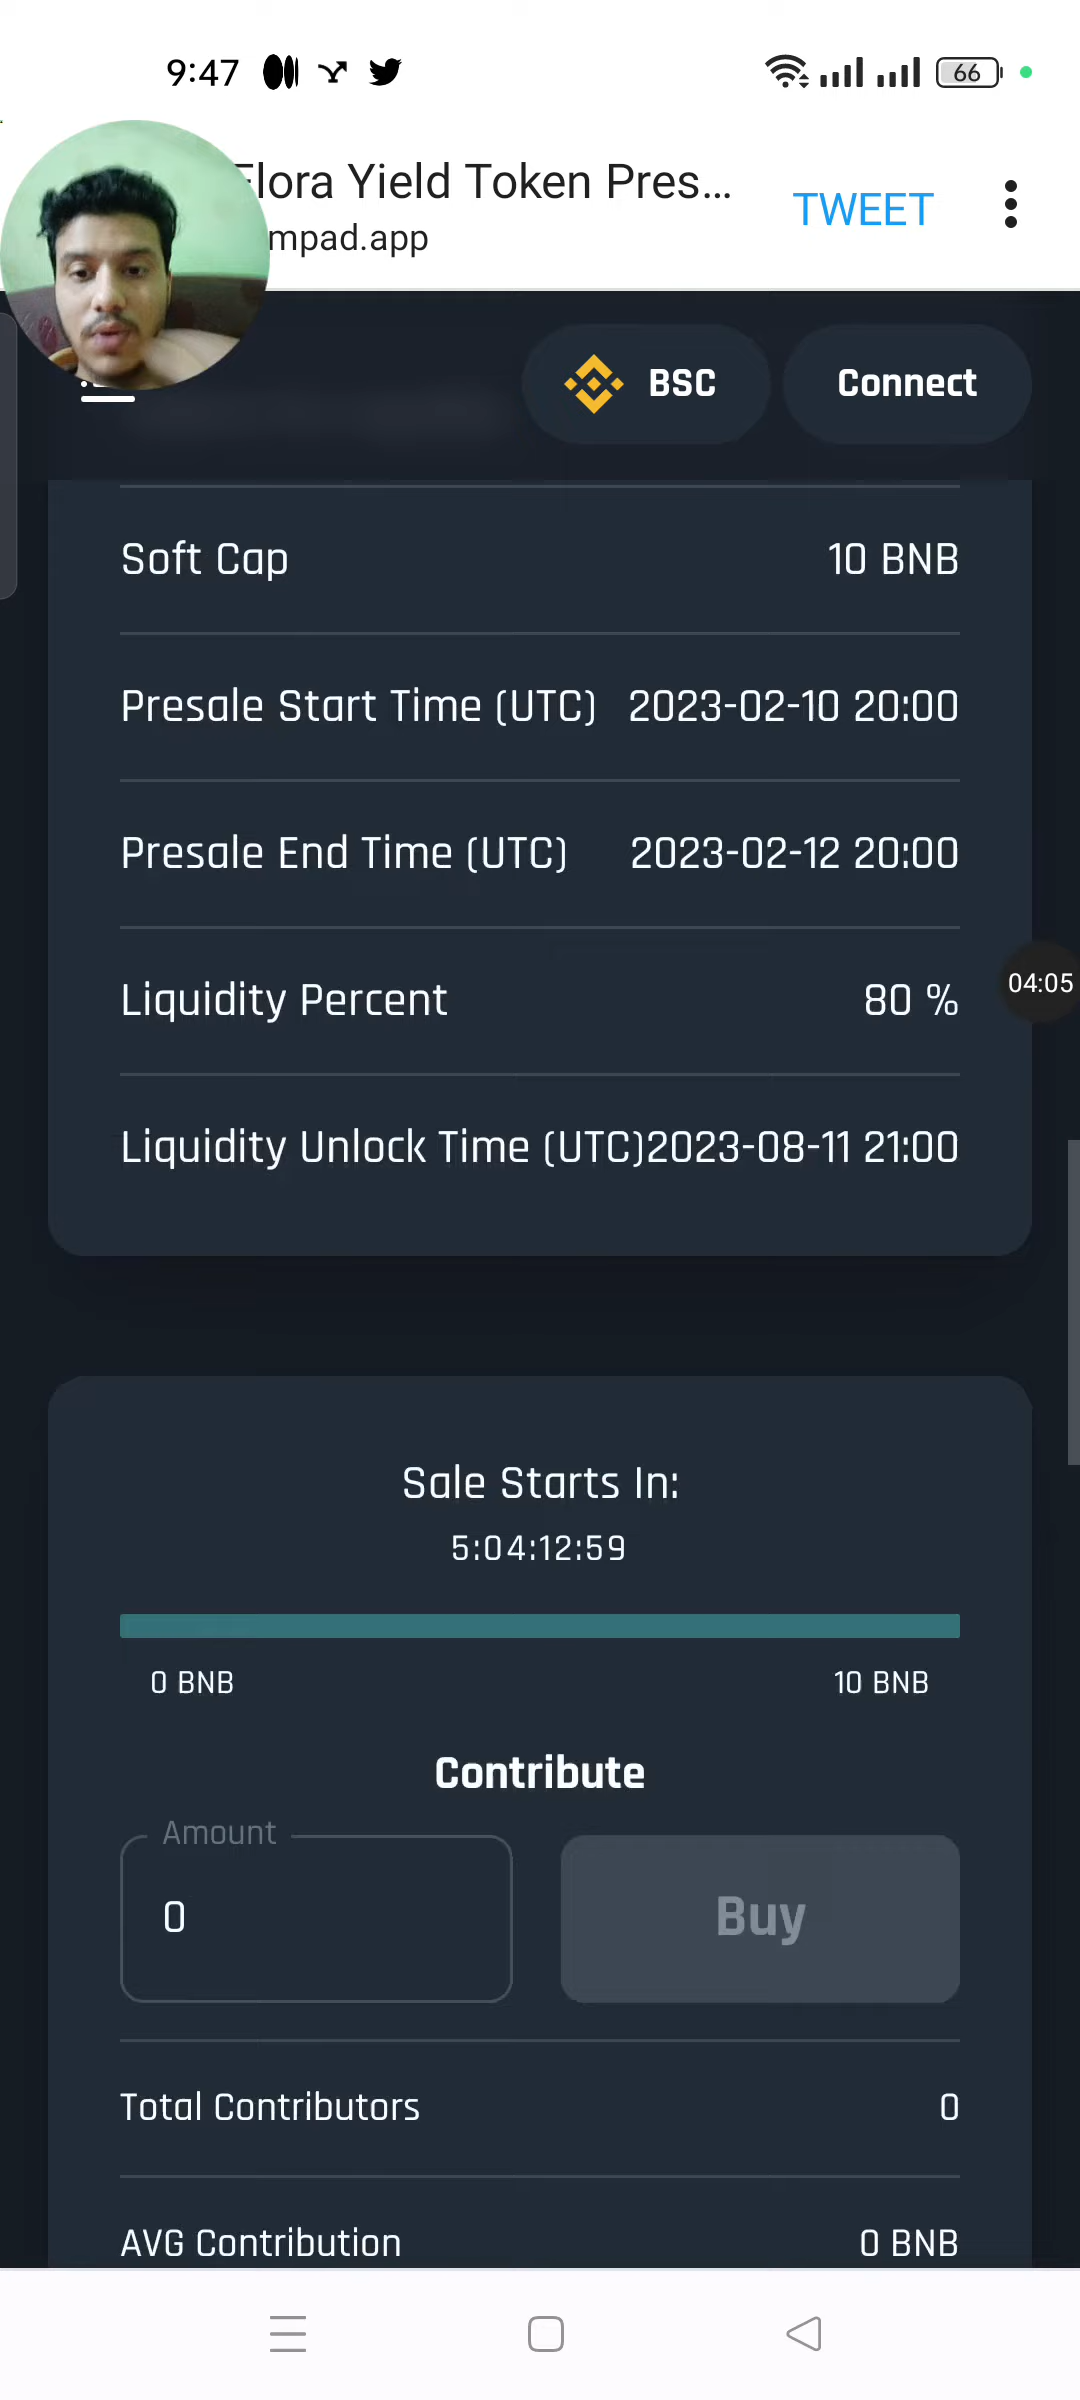 9:47
66
Flora Yield Token Pres...
mpad.app
TWEET
BSC
Connect
Soft Cap 10 BNB
Presale Start Time (UTC) 2023-02-10 20:00
Presale End Time (UTC) 2023-02-12 20:00
Liquidity Percent 80 %
04:05
Liquidity Unlock Time (UTC)2023-08-11 21:00
Sale Starts In:
5:04:12:59
0 BNB 10 BNB
Contribute
Amount
0
Buy
Total Contributors 0
AVG Contribution 0 BNB